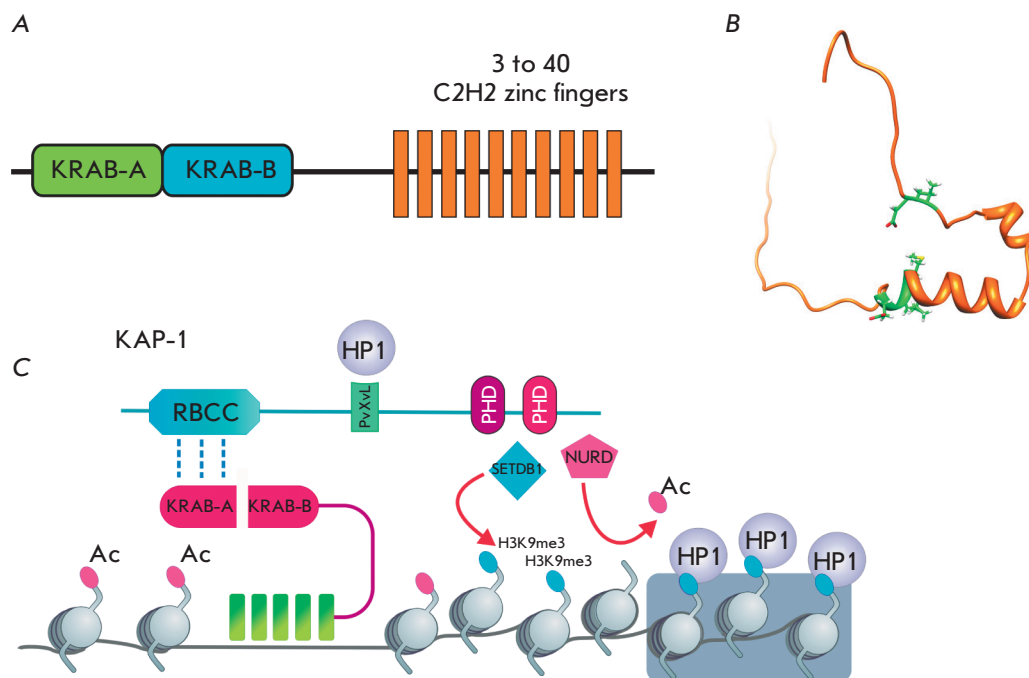 A
3 to 40
C2H2 zinc fingers
KRAB-A
KRAB-B
B
KAP-1
C
HP1
RBCC
PvXvL
PHD
PHD
SETDB1
NURD
KRAB-A
KRAB-B
Ac
Ac
Ac
H3K9me3
H3K9me3
HP1
HP1
HP1